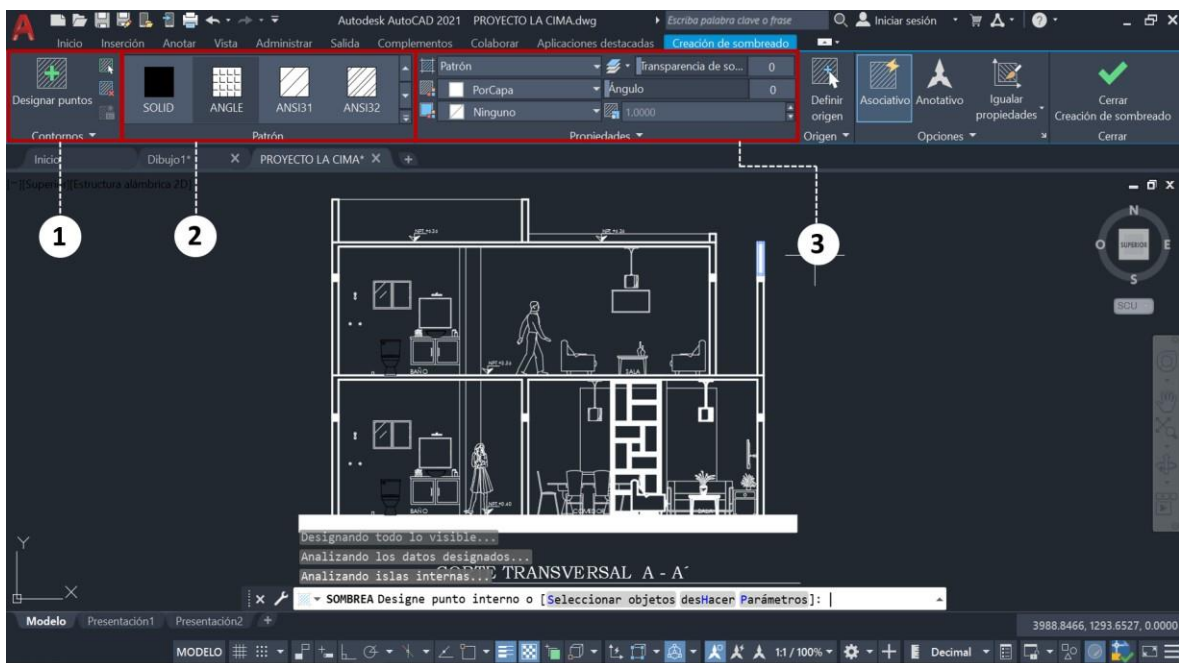 Autodesk AutoCAD 2021 PROYECTO LA CIMA.dwg Escriba palabra clave o frase Iniciar sesión
Inicio Inserción Anotar Vista Administrar Salida Complementos Colaborar Aplicaciones destacadas Creación de sombreado
Patrón Transparencia de so... 0
Designar puntos SOLID ANGLE ANSI31 ANSI32 PorCapa Ángulo 0 Definir origen Asociativo Anotativo Igualar propiedades Cerrar Creación de sombreado
Ninguno 1.0000
Contornos Patrón Propiedades Origen Opciones Cerrar
Inicio Dibujo1* X PROYECTO LA CIMA* X +
[−][Superior][Estructura alámbrica 2D]
N
1 2 3
O SUPERIOR E
S
SCU
BAÑO SALA
BAÑO COMEDOR
Designando todo lo visible...
Analizando los datos designados...
Analizando islas internas...
CORTE TRANSVERSAL A - A´
Y
X
SOMBREA Designe punto interno o [Seleccionar objetos desHacer Parámetros]:
Modelo Presentación1 Presentación2 + 3988.8466, 1293.6527, 0.0000
MODELO 1:1 / 100% Decimal